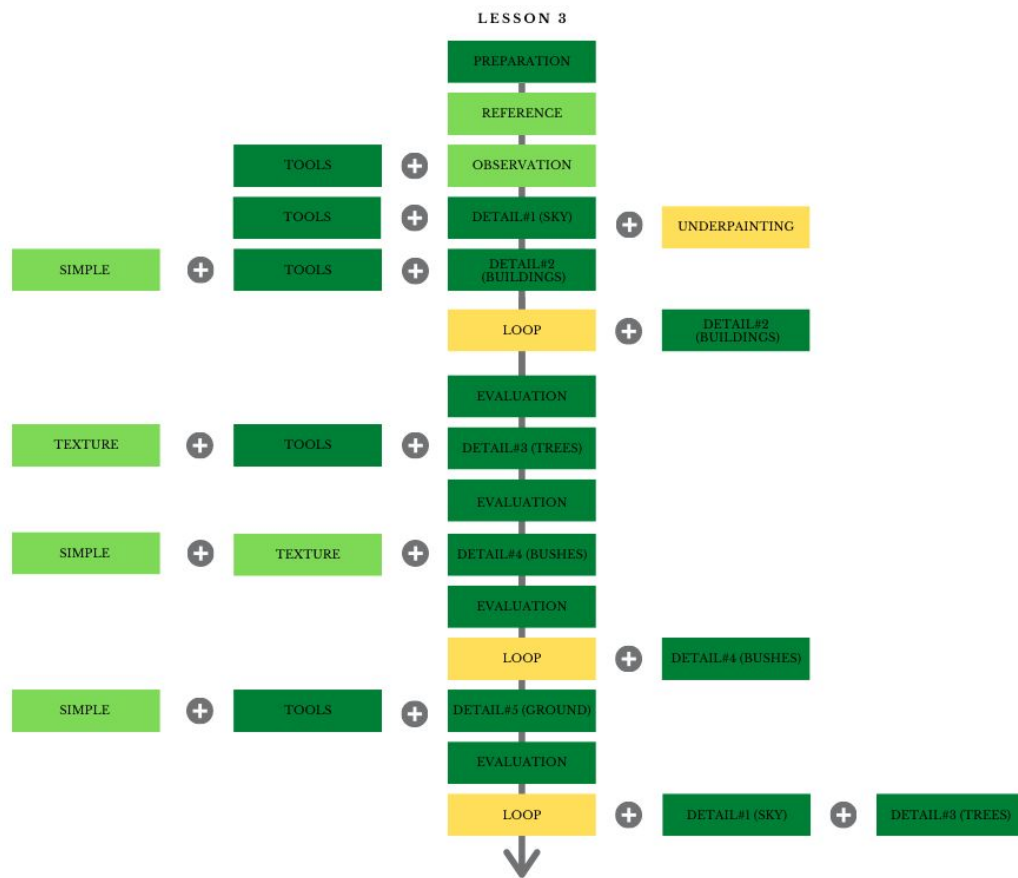 LESSON 3
PREPARATION
REFERENCE
TOOLS
OBSERVATION
TOOLS
DETAIL#1 (SKY)
UNDERPAINTING
SIMPLE
TOOLS
DETAIL#2
(BUILDINGS)
LOOP
DETAIL#2
(BUILDINGS)
EVALUATION
TEXTURE
TOOLS
DETAIL#3 (TREES)
EVALUATION
SIMPLE
TEXTURE
DETAIL#4 (BUSHES)
EVALUATION
LOOP
DETAIL#4 (BUSHES)
SIMPLE
TOOLS
DETAIL#5 (GROUND)
EVALUATION
LOOP
DETAIL#1 (SKY)
DETAIL#3 (TREES)